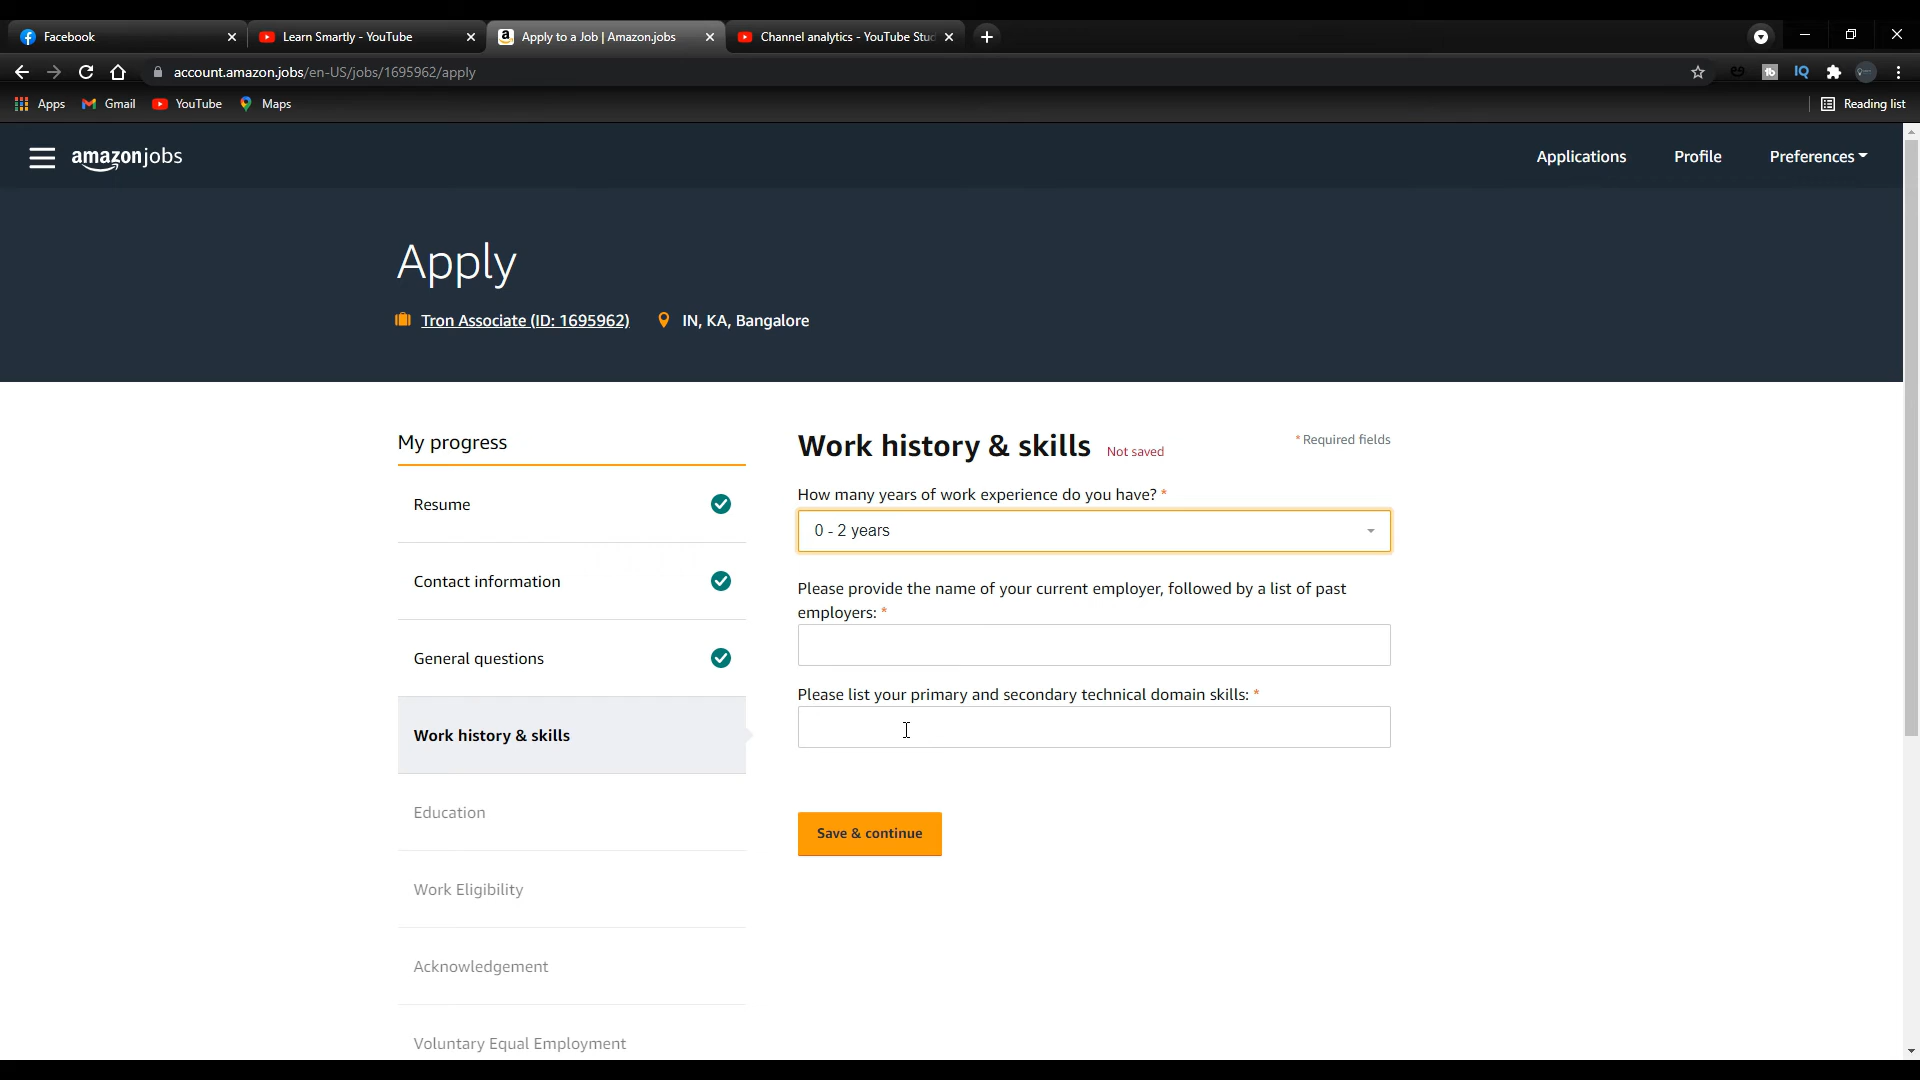 Facebook
Learn Smartly - YouTube
Apply to a Job | Amazon.jobs
Channel analytics - YouTube Stud
account.amazon.jobs/en-US/jobs/1695962/apply
Apps
Gmail
YouTube
Maps
Reading list
amazon jobs
Applications
Profile
Preferences
Apply
Tron Associate (ID: 1695962)
IN, KA, Bangalore
My progress
Resume
Contact information
General questions
Work history & skills
Education
Work Eligibility
Acknowledgement
Voluntary Equal Employment
Work history & skills
Not saved
* Required fields
How many years of work experience do you have? *
0 - 2 years
Please provide the name of your current employer, followed by a list of past
employers: *
Please list your primary and secondary technical domain skills: *
Save & continue